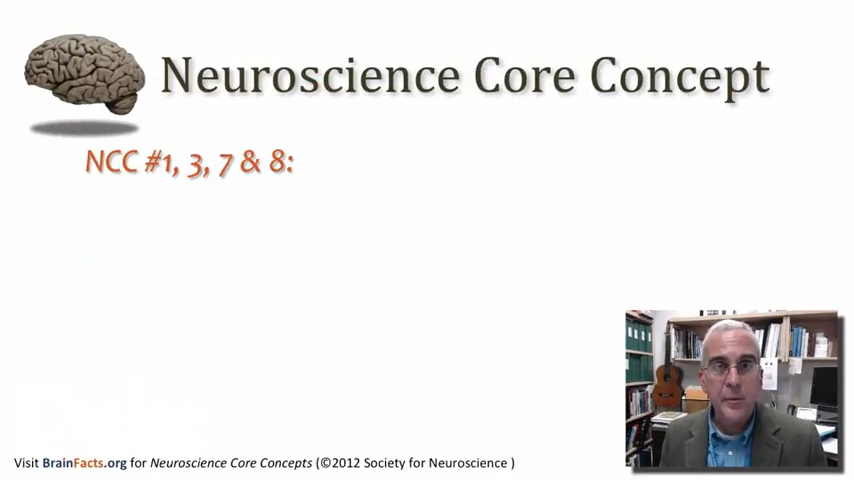 Neuroscience Core Concept
NCC #1, 3, 7 & 8:
Visit BrainFacts.org for Neuroscience Core Concepts (©2012 Society for Neuroscience )